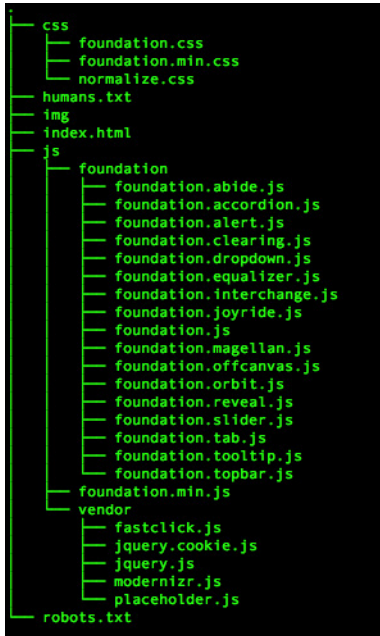 .
├── css
│   ├── foundation.css
│   ├── foundation.min.css
│   └── normalize.css
├── humans.txt
├── img
├── index.html
├── js
│   ├── foundation
│   │   ├── foundation.abide.js
│   │   ├── foundation.accordion.js
│   │   ├── foundation.alert.js
│   │   ├── foundation.clearing.js
│   │   ├── foundation.dropdown.js
│   │   ├── foundation.equalizer.js
│   │   ├── foundation.interchange.js
│   │   ├── foundation.joyride.js
│   │   ├── foundation.js
│   │   ├── foundation.magellan.js
│   │   ├── foundation.offcanvas.js
│   │   ├── foundation.orbit.js
│   │   ├── foundation.reveal.js
│   │   ├── foundation.slider.js
│   │   ├── foundation.tab.js
│   │   ├── foundation.tooltip.js
│   │   └── foundation.topbar.js
│   ├── foundation.min.js
│   └── vendor
│       ├── fastclick.js
│       ├── jquery.cookie.js
│       ├── jquery.js
│       ├── modernizr.js
│       └── placeholder.js
└── robots.txt